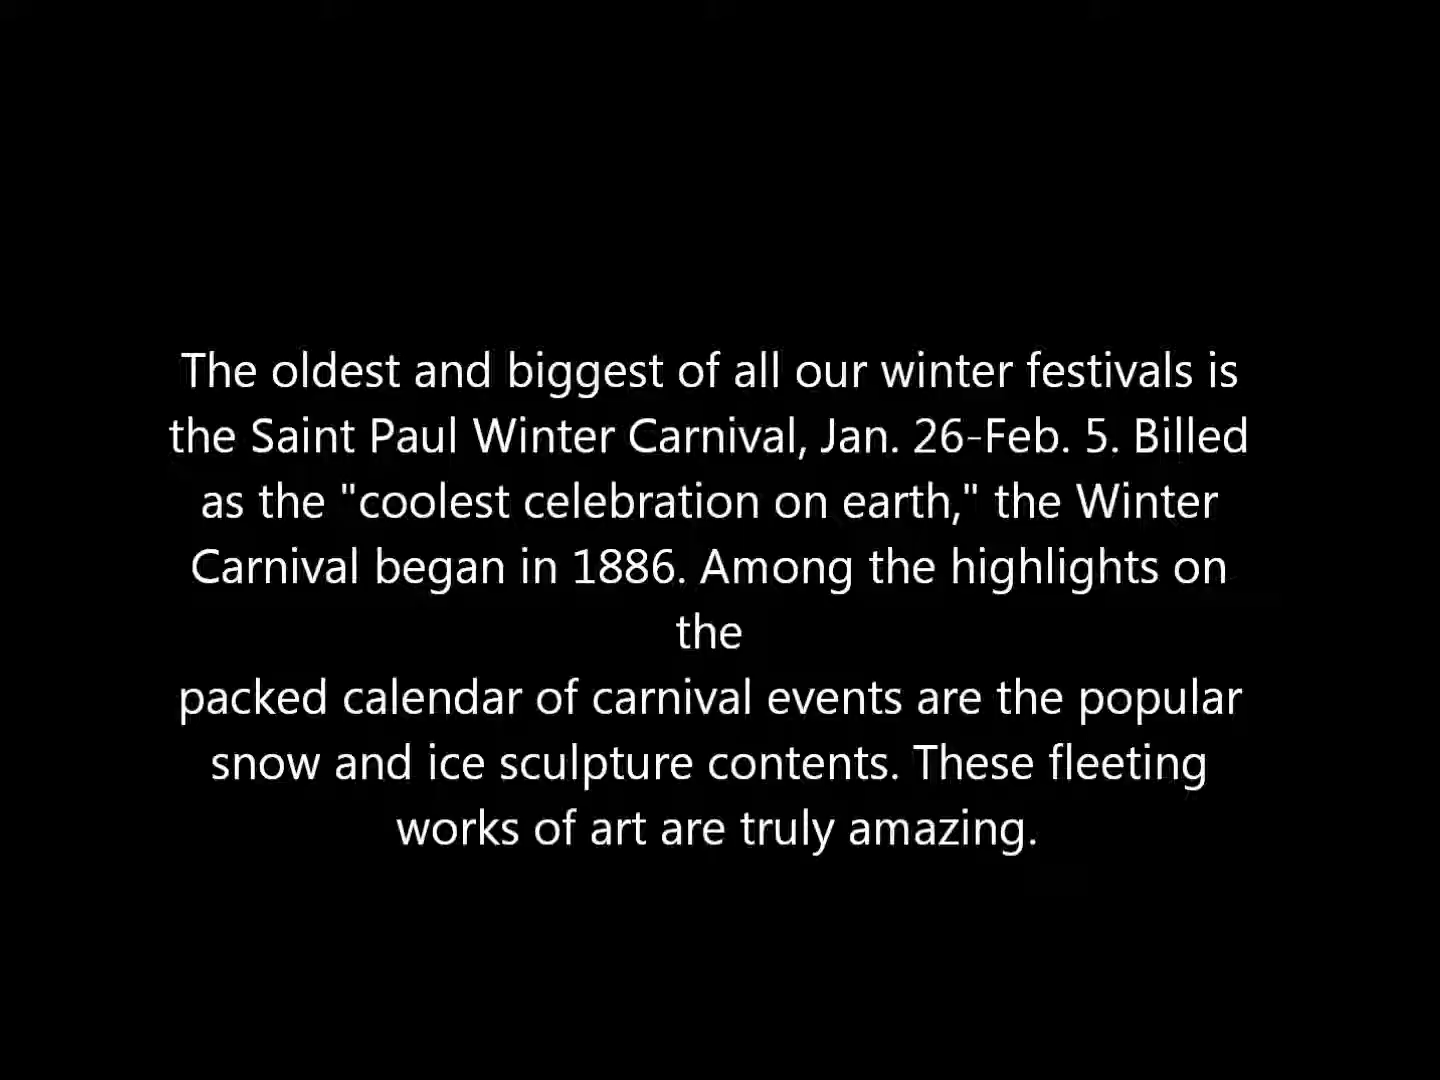 The oldest and biggest of all our winter festivals is
the Saint Paul Winter Carnival, Jan. 26-Feb. 5. Billed
as the "coolest celebration on earth," the Winter
Carnival began in 1886. Among the highlights on
the
packed calendar of carnival events are the popular
snow and ice sculpture contents. These fleeting
works of art are truly amazing.